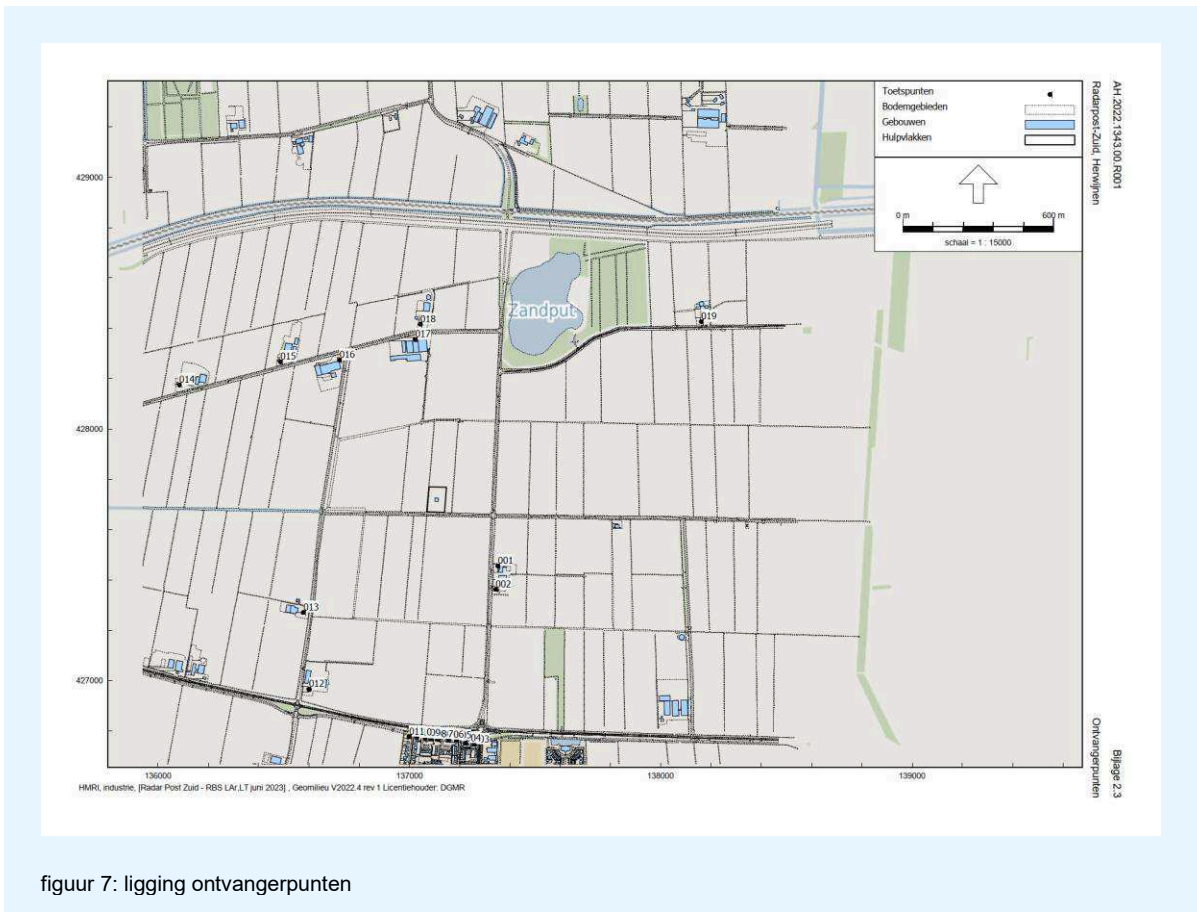 Toetspunten
Bodemgebieden
Gebouwen
Hulpvlakken
0 m 600 m
schaal = 1 : 15000
AH.2022.1343.00.R001
Radarpost-Zuid, Herwijnen
429000
Zandput
018
017
019
016
015
014
428000
001
002
013
012
427000
011
136000 137000 138000 139000
HMRI, industrie, [Radar Post Zuid - RBS LAr,LT juni 2023] , Geomilieu V2022.4 rev 1 Licentiehouder: DGMR
Bijlage 2.3
Ontvangerpunten
figuur 7: ligging ontvangerpunten